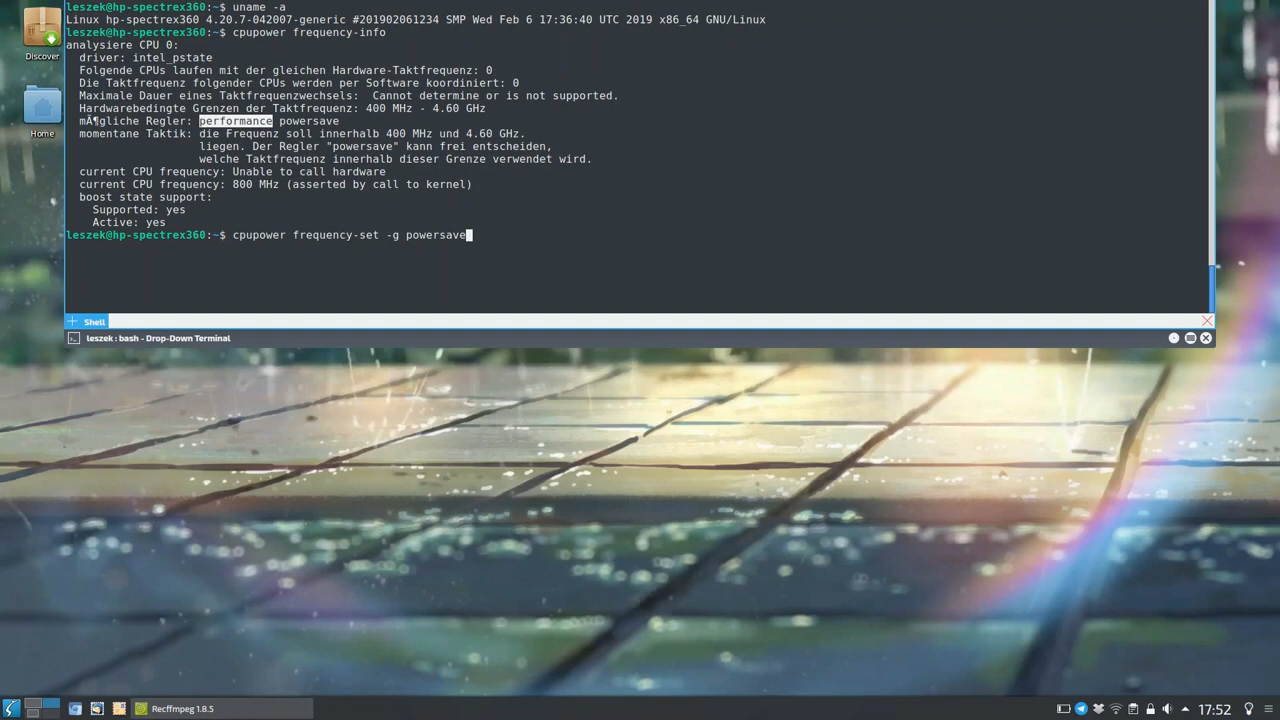 leszek@hp-spectrex360:~$ uname -a
Linux hp-spectrex360 4.20.7-042007-generic #201902061234 SMP Wed Feb 6 17:36:40 UTC 2019 x86_64 GNU/Linux
leszek@hp-spectrex360:~$ cpupower frequency-info
analysiere CPU 0:
driver: intel_pstate
Folgende CPUs laufen mit der gleichen Hardware-Taktfrequenz: 0
Die Taktfrequenz folgender CPUs werden per Software koordiniert: 0
Maximale Dauer eines Taktfrequenzwechsels:  Cannot determine or is not supported.
Hardwarebedingte Grenzen der Taktfrequenz: 400 MHz - 4.60 GHz
mÃ¶gliche Regler: performance powersave
momentane Taktik: die Frequenz soll innerhalb 400 MHz und 4.60 GHz.
liegen. Der Regler "powersave" kann frei entscheiden,
welche Taktfrequenz innerhalb dieser Grenze verwendet wird.
current CPU frequency: Unable to call hardware
current CPU frequency: 800 MHz (asserted by call to kernel)
boost state support:
Supported: yes
Active: yes
leszek@hp-spectrex360:~$ cpupower frequency-set -g powersave
Shell
leszek : bash - Drop-Down Terminal
Discover
Home
Recffmpeg 1.8.5
17:52